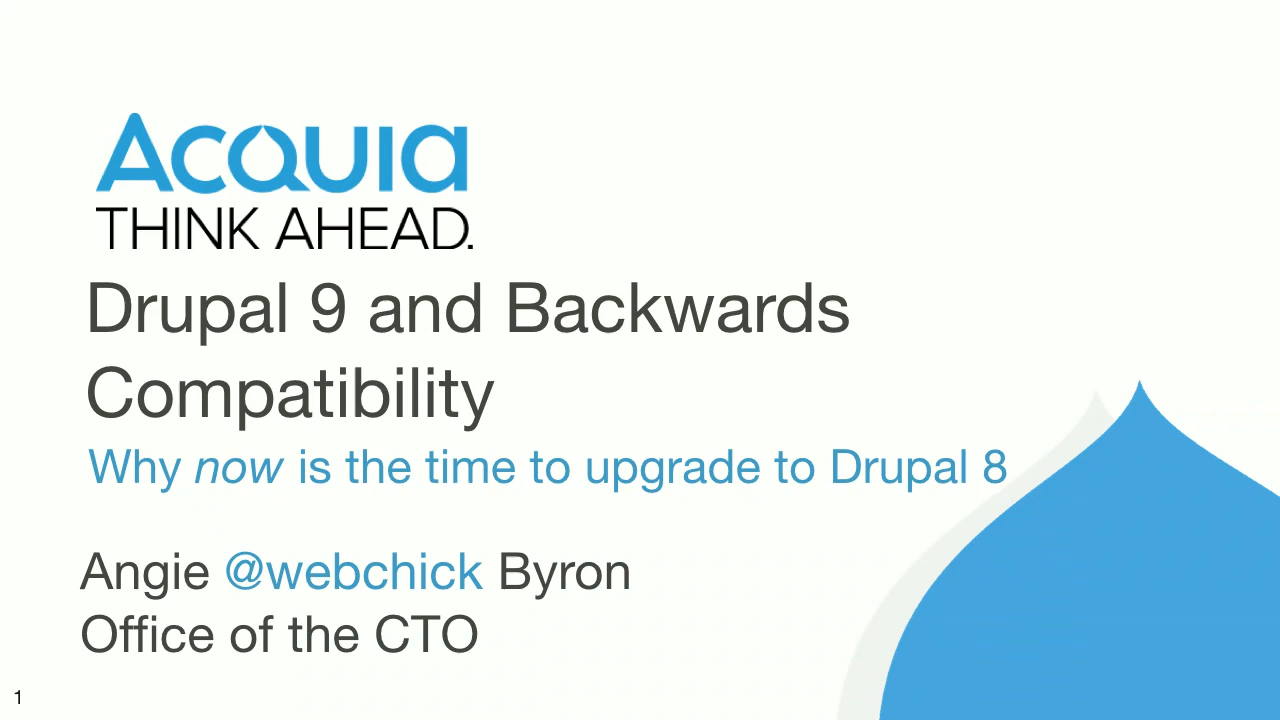 Acquia
THINK AHEAD.
Drupal 9 and Backwards
Compatibility
Why now is the time to upgrade to Drupal 8
Angie @webchick Byron
Office of the CTO
1